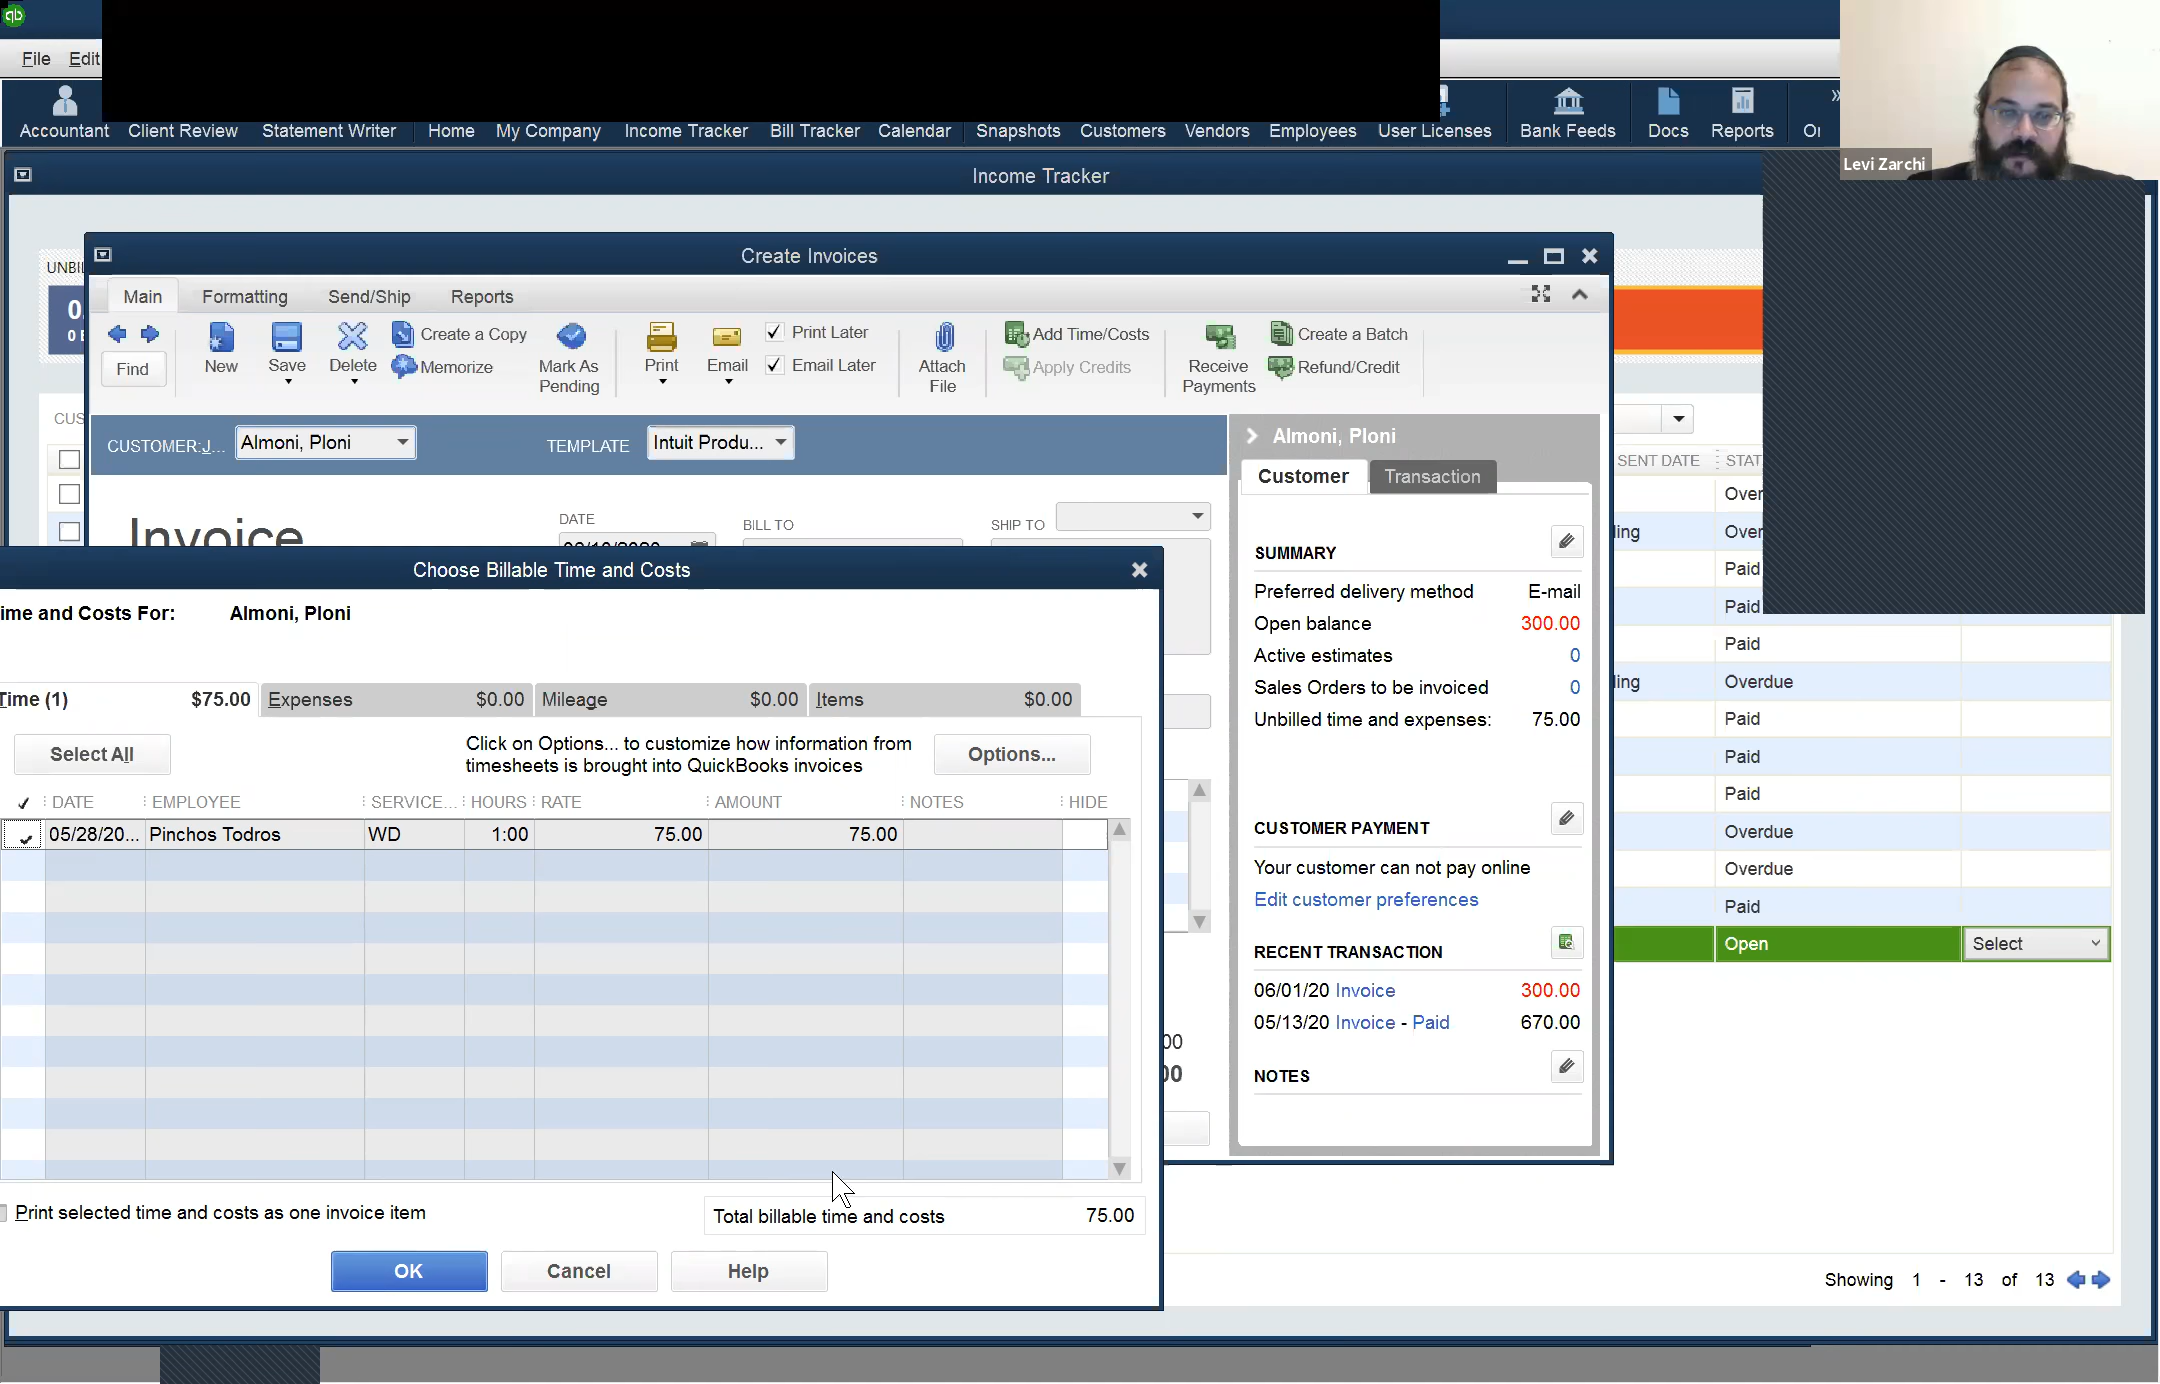 qb
File Edit
Accountant Client Review Statement Writer Home My Company Income Tracker Bill Tracker Calendar Snapshots Customers Vendors Employees User Licenses Bank Feeds Docs Reports
Levi Zarchi
Income Tracker
Create Invoices
Main Formatting Send/Ship Reports
Find
New
Save
Delete
Create a Copy
Memorize
Mark As
Pending
Print
Email
Print Later
Email Later
Attach
File
Add Time/Costs
Apply Credits
Receive
Payments
Create a Batch
Refund/Credit
CUSTOMER:J... Almoni, Ploni TEMPLATE Intuit Produ...
Invoice
DATE
BILL TO
SHIP TO
Choose Billable Time and Costs
ime and Costs For: Almoni, Ploni
Time (1) $75.00 Expenses $0.00 Mileage $0.00 Items $0.00
Select All
Click on Options... to customize how information from
timesheets is brought into QuickBooks invoices
Options...
DATE EMPLOYEE SERVICE... HOURS RATE AMOUNT NOTES HIDE
05/28/20... Pinchos Todros WD 1:00 75.00 75.00
Print selected time and costs as one invoice item
Total billable time and costs 75.00
OK Cancel Help
Almoni, Ploni
Customer Transaction
SUMMARY
Preferred delivery method E-mail
Open balance 300.00
Active estimates 0
Sales Orders to be invoiced 0
Unbilled time and expenses: 75.00
CUSTOMER PAYMENT
Your customer can not pay online
Edit customer preferences
RECENT TRANSACTION
06/01/20 Invoice 300.00
05/13/20 Invoice - Paid 670.00
NOTES
SENT DATE STAT
Over
ling Over
Paid
Paid
Paid
ling Overdue
Paid
Paid
Paid
Overdue
Overdue
Paid
Open Select
Showing 1 - 13 of 13